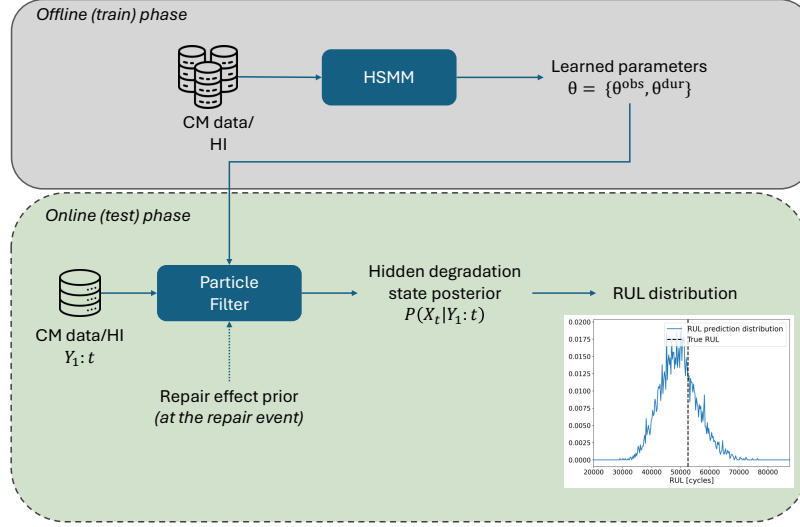 Offline (train) phase
HSMM
CM data/
HI
Learned parameters
θ = {θ^obs, θ^dur}
Online (test) phase
Particle
Filter
CM data/HI
Y₁: t
Hidden degradation
state posterior
P(Xₜ|Y₁: t)
RUL distribution
Repair effect prior
(at the repair event)
RUL prediction distribution
True RUL
0.0200
0.0175
0.0150
0.0125
0.0100
0.0075
0.0050
0.0025
0.0000
20000 30000 40000 50000 60000 70000 80000
RUL [cycles]